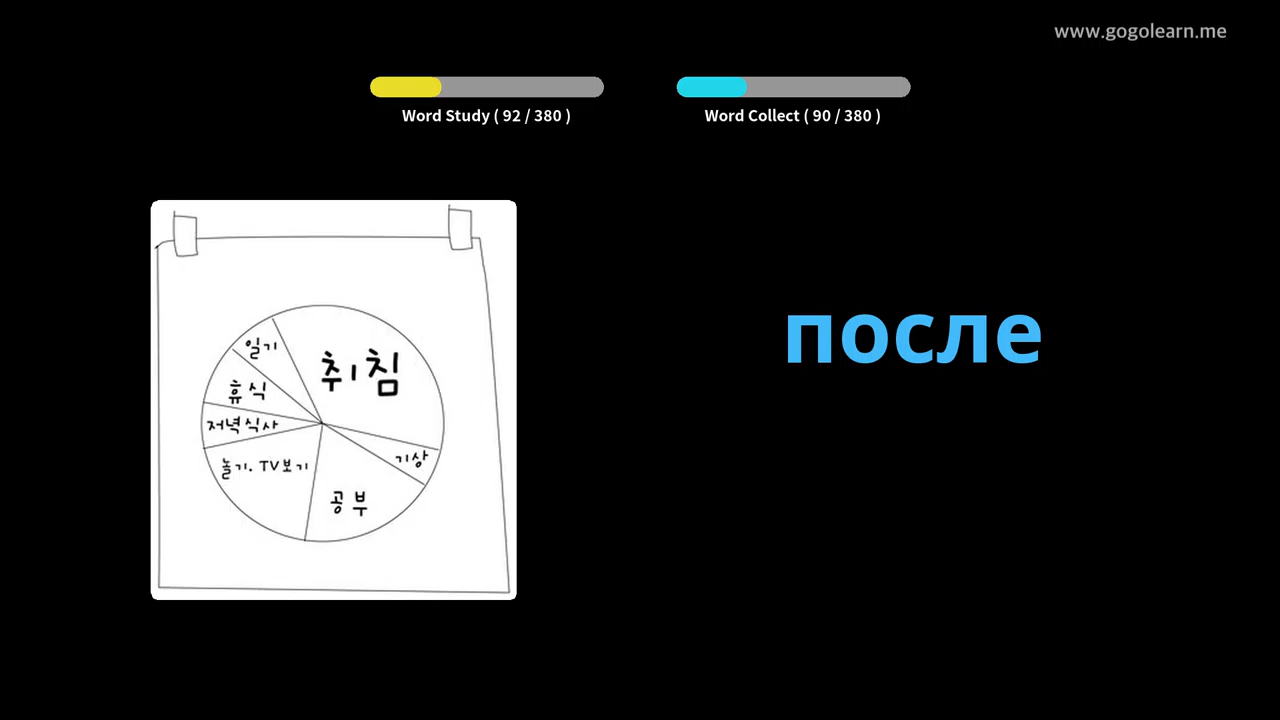 www.gogolearn.me
Word Study ( 92 / 380 )
Word Collect ( 90 / 380 )
일기
취침
휴식
저녁식사
놀기. TV보기
기상
공부
после